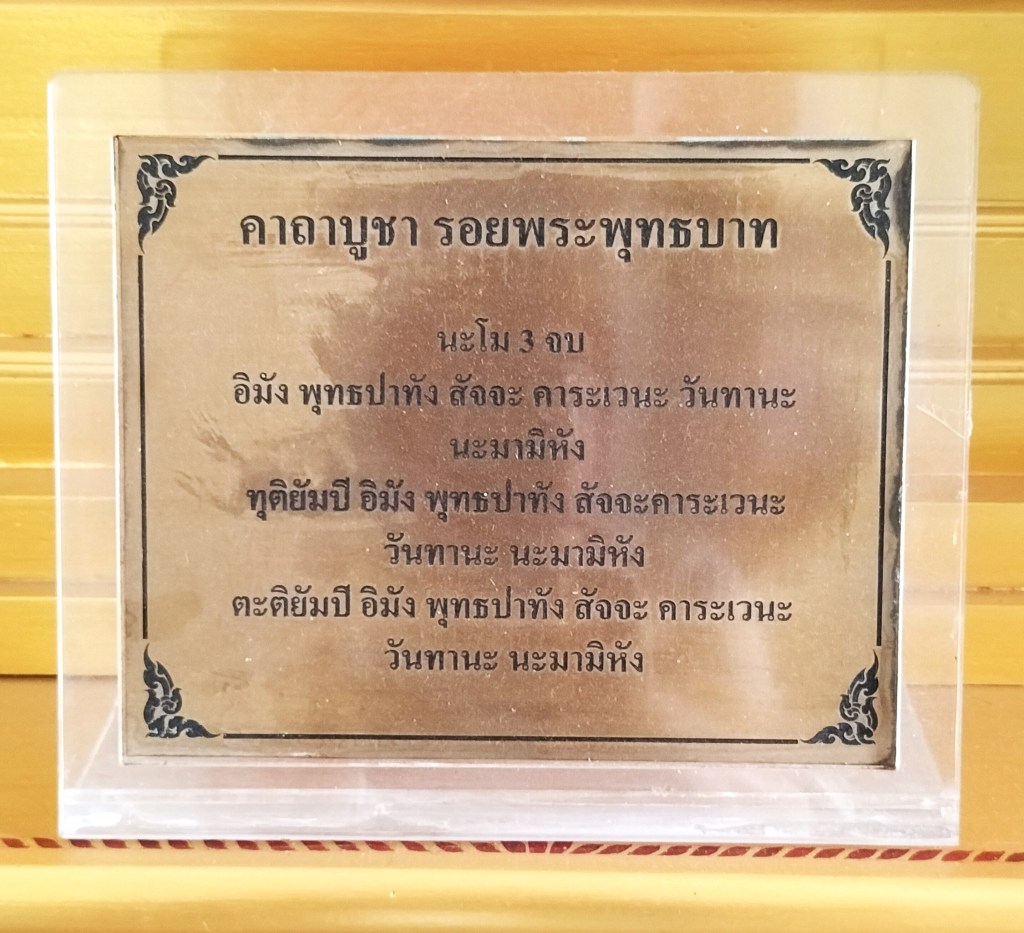 คาถาบูชา รอยพระพุทธบาท
นะโม 3 จบ
อิมัง พุทธปาทัง สัจจะ คาระเวนะ วันทานะ
นะมามิหัง
ทุติยัมปี อิมัง พุทธปาทัง สัจจะคาระเวนะ
วันทานะ นะมามิหัง
ตะติยัมปี อิมัง พุทธปาทัง สัจจะ คาระเวนะ
วันทานะ นะมามิหัง